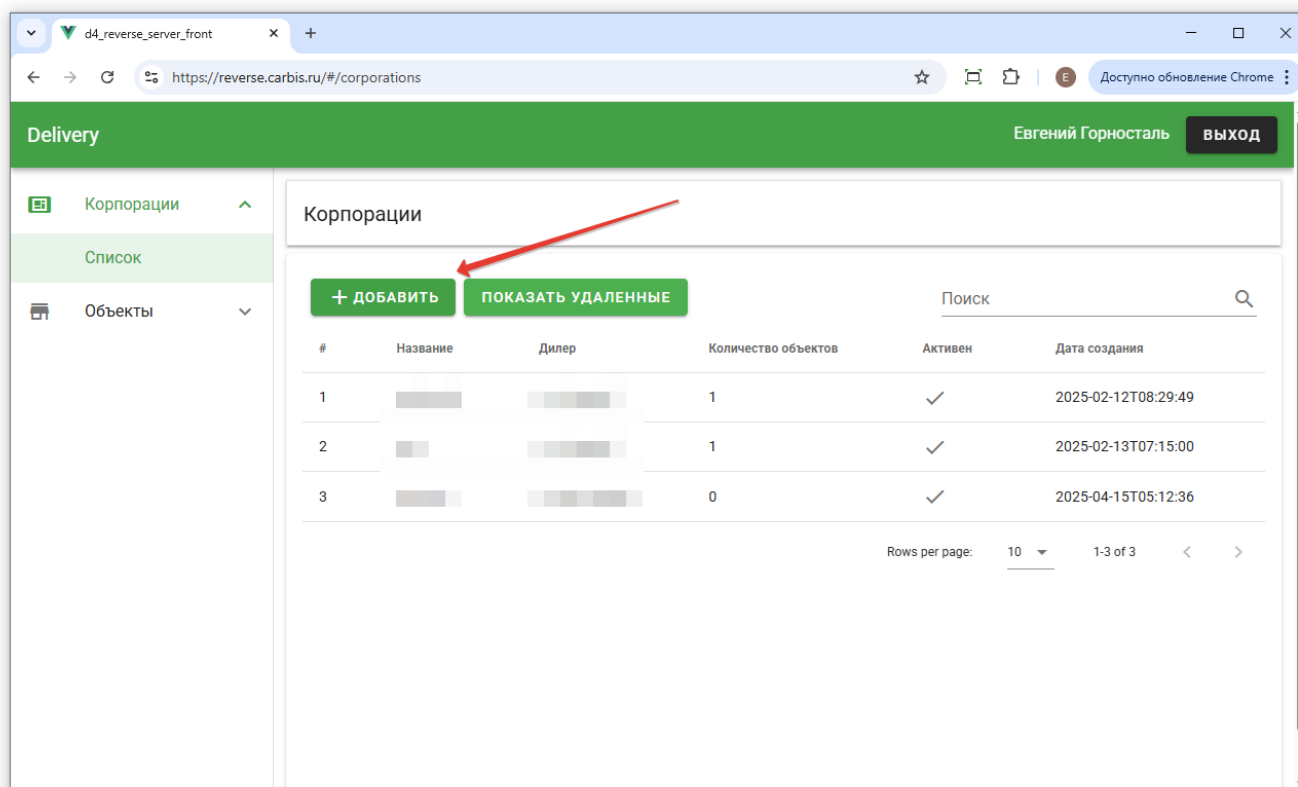 d4_reverse_server_front
https://reverse.carbis.ru/#/corporations
E
Доступно обновление Chrome
Delivery
Евгений Горносталь
ВЫХОД
Корпорации
Список
Объекты
Корпорации
+ ДОБАВИТЬ
ПОКАЗАТЬ УДАЛЕННЫЕ
Поиск
# Название Дилер Количество объектов Активен Дата создания
1 1 2025-02-12T08:29:49
2 1 2025-02-13T07:15:00
3 0 2025-04-15T05:12:36
Rows per page: 10 1-3 of 3